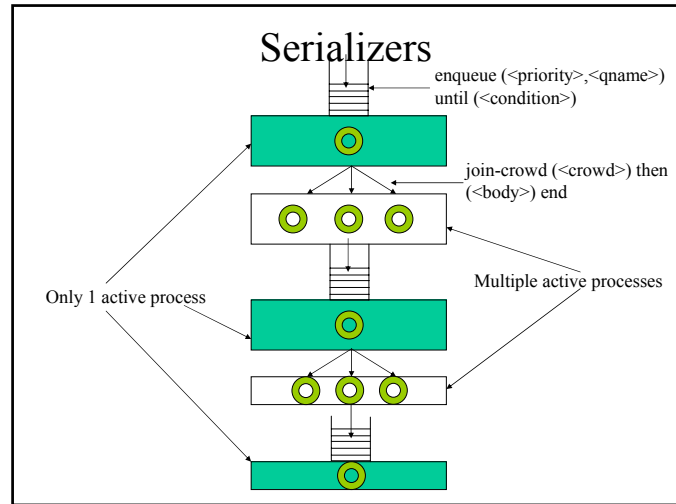 Serializers
enqueue (<priority>,<qname>)
until (<condition>)
join-crowd (<crowd>) then
(<body>) end
Only 1 active process
Multiple active processes